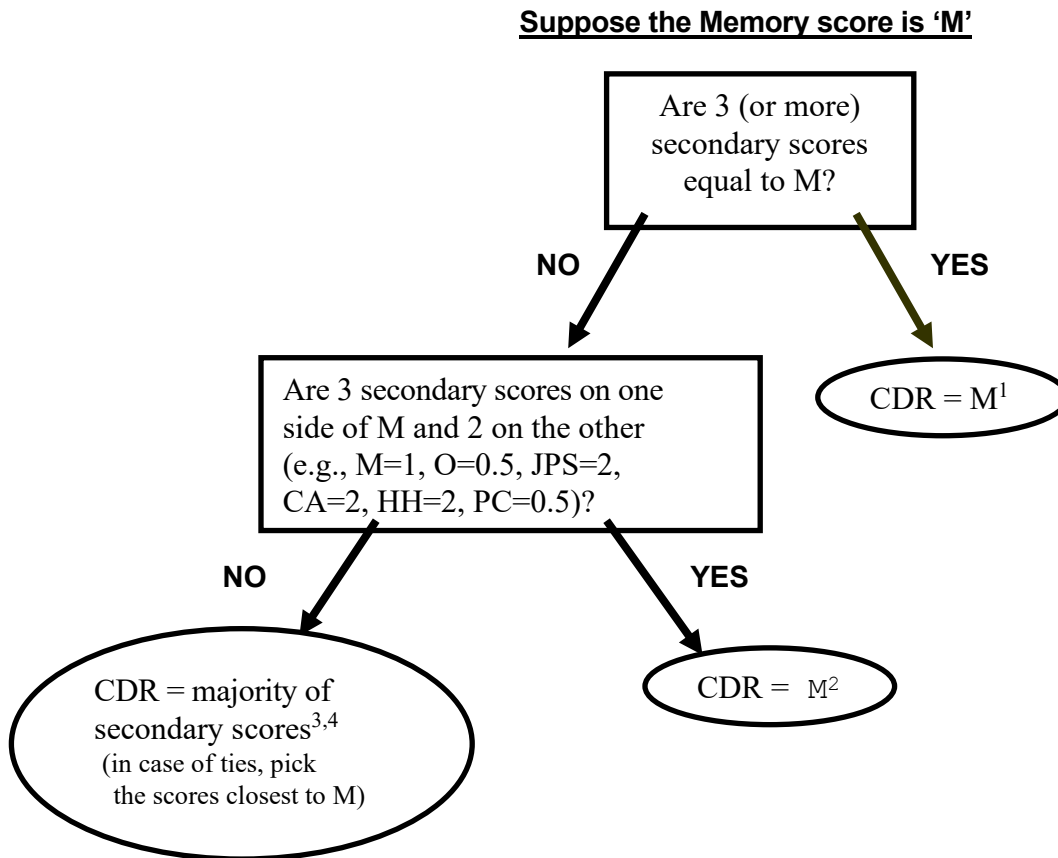 Suppose the Memory score is ‘M’
Are 3 (or more)
secondary scores
equal to M?
NO
YES
CDR = M¹
Are 3 secondary scores on one
side of M and 2 on the other
(e.g., M=1, O=0.5, JPS=2,
CA=2, HH=2, PC=0.5)?
NO
YES
CDR = majority of
secondary scores³,⁴
(in case of ties, pick
the scores closest to M)
CDR = M²